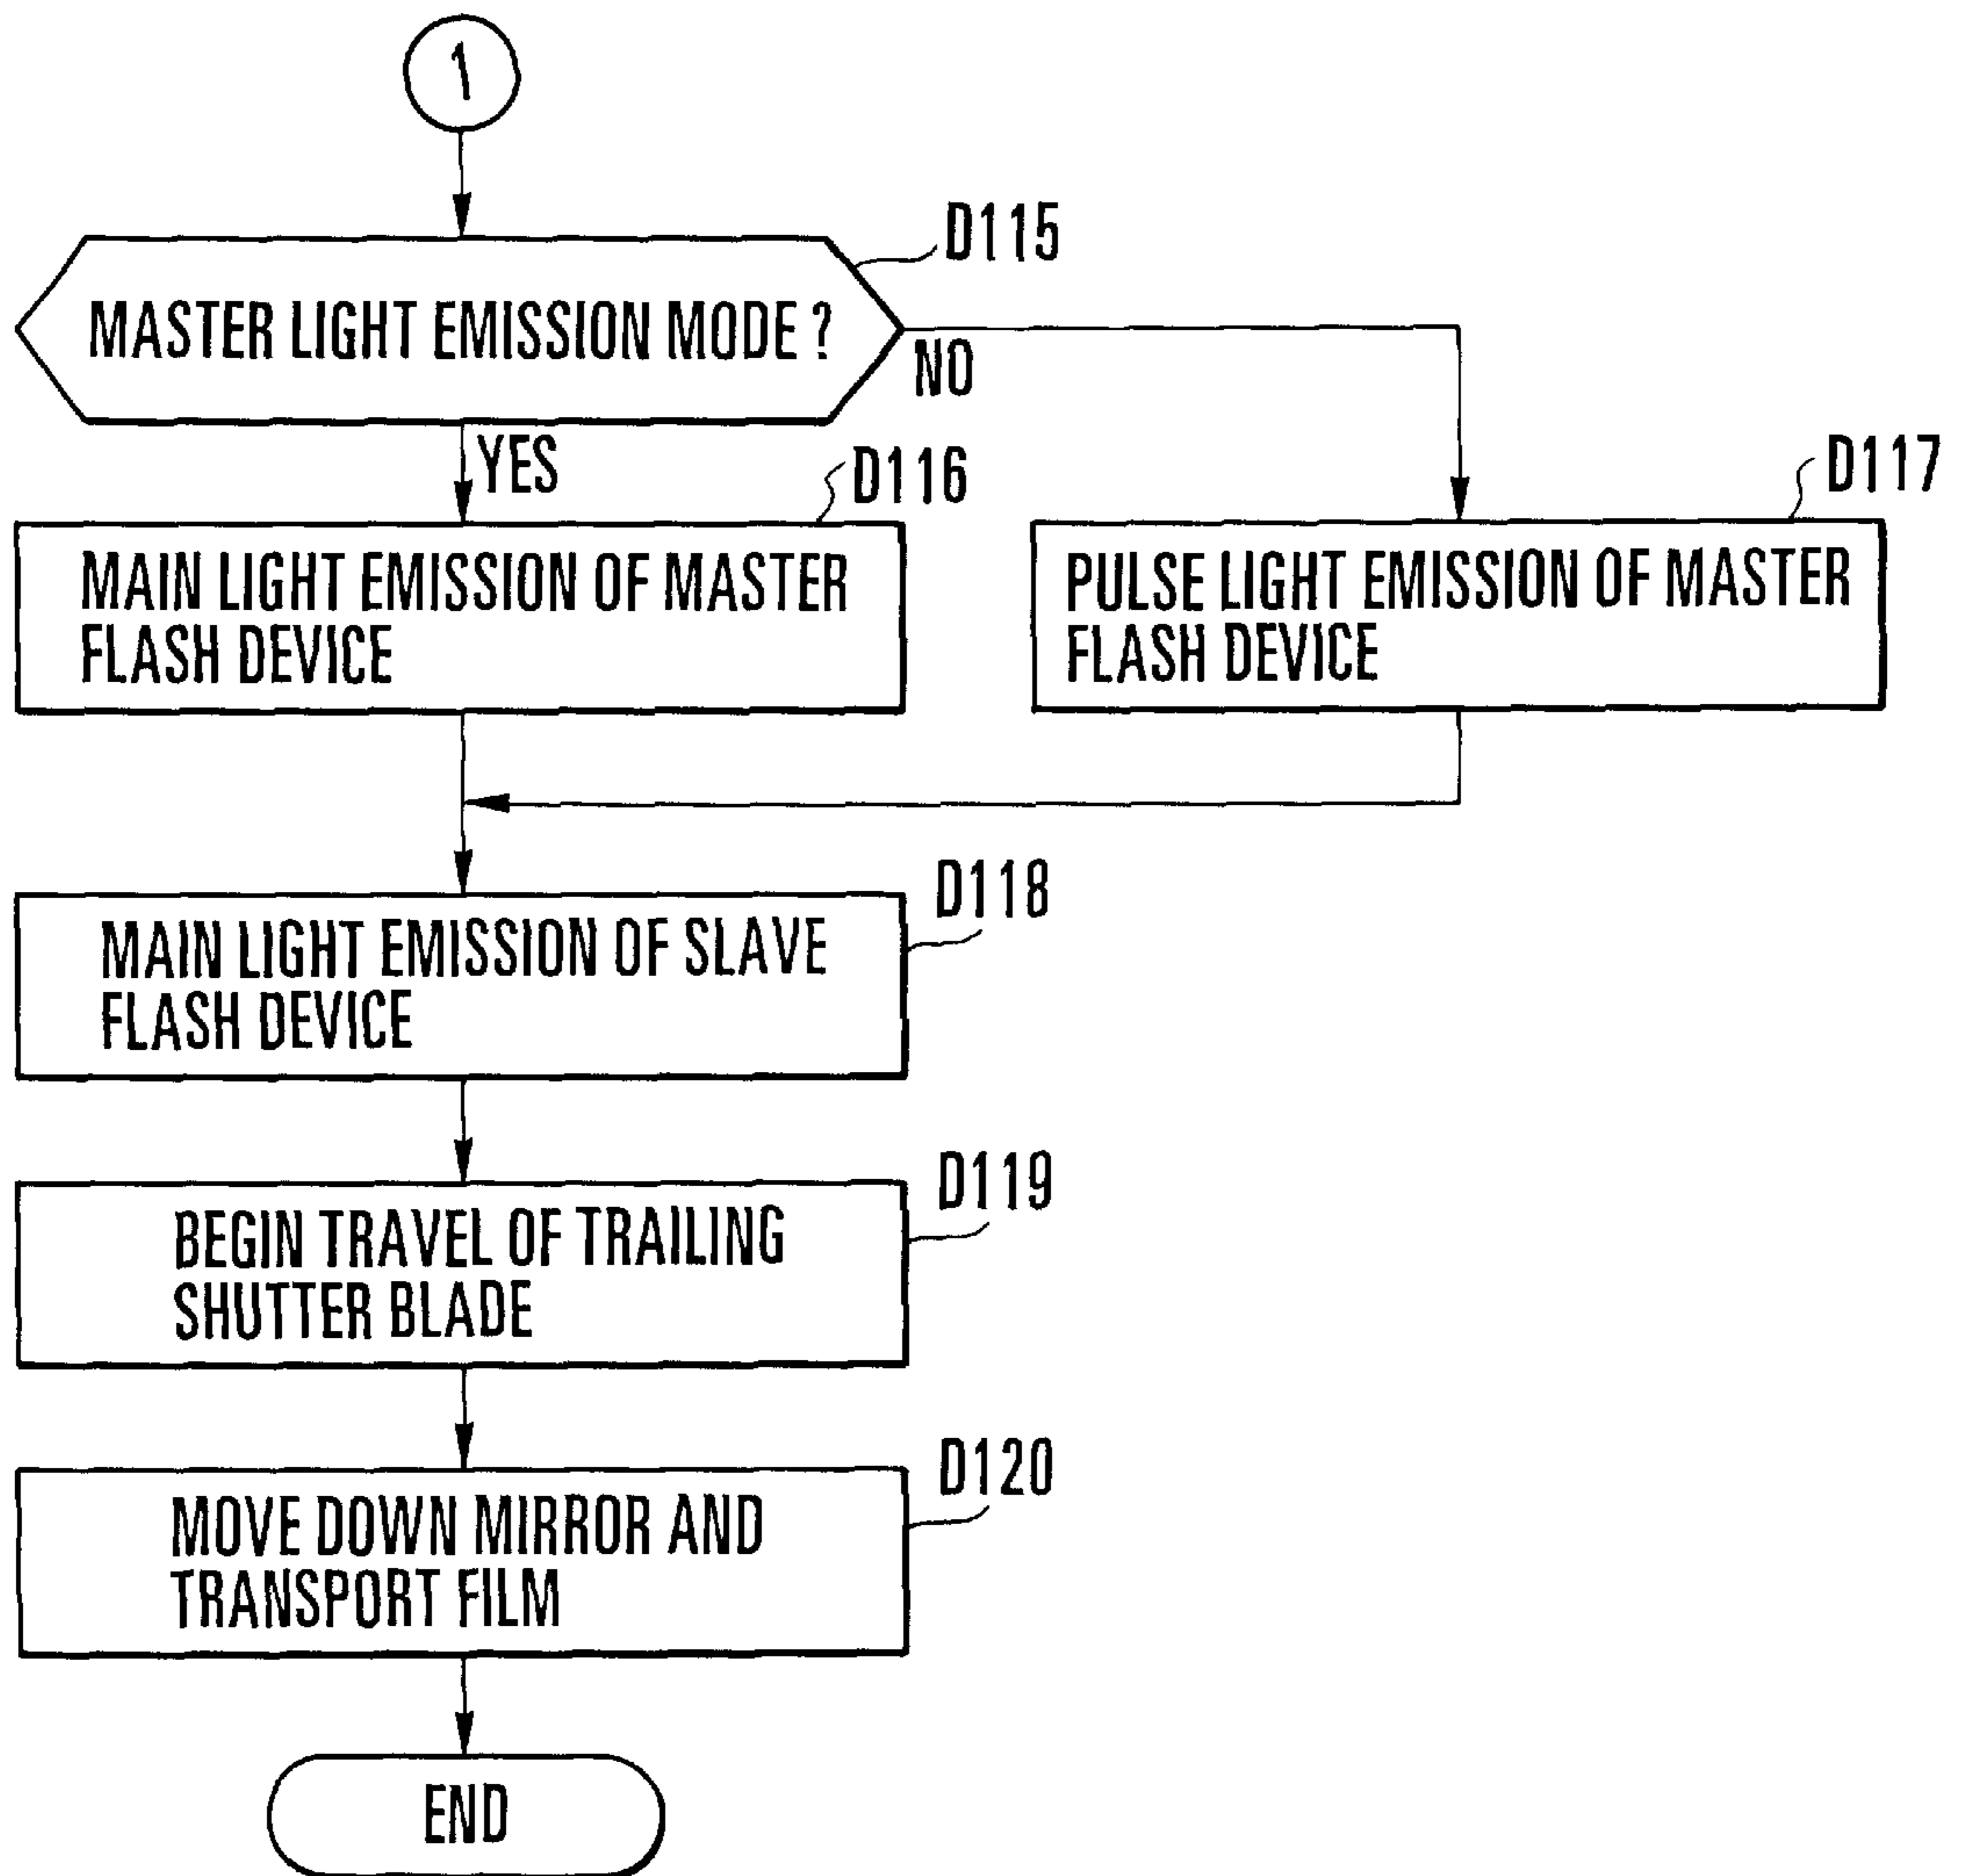 1
D115
MASTER LIGHT EMISSION MODE ?
NO
YES
D116
D117
MAIN LIGHT EMISSION OF MASTER
FLASH DEVICE
PULSE LIGHT EMISSION OF MASTER
FLASH DEVICE
D118
MAIN LIGHT EMISSION OF SLAVE
FLASH DEVICE
D119
BEGIN TRAVEL OF TRAILING
SHUTTER BLADE
D120
MOVE DOWN MIRROR AND
TRANSPORT FILM
END